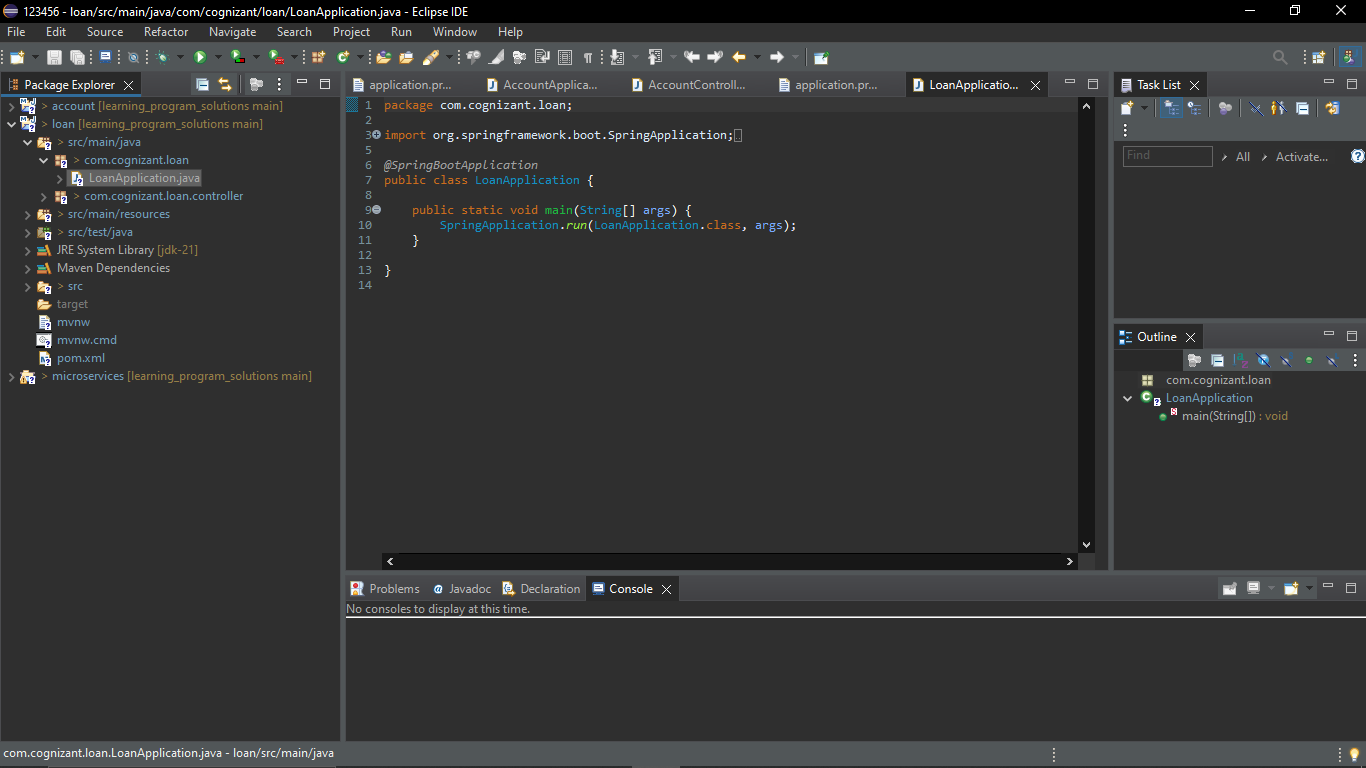 123456 - loan/src/main/java/com/cognizant/loan/LoanApplication.java - Eclipse IDE
File Edit Source Refactor Navigate Search Project Run Window Help
Package Explorer
> account [learning_program_solutions main]
> loan [learning_program_solutions main]
> src/main/java
> com.cognizant.loan
LoanApplication.java
> com.cognizant.loan.controller
> src/main/resources
> src/test/java
JRE System Library [jdk-21]
Maven Dependencies
> src
target
mvnw
mvnw.cmd
pom.xml
> microservices [learning_program_solutions main]
application.pr... AccountApplica... AccountControll... application.pr... LoanApplicatio...
1 package com.cognizant.loan;
2
3 import org.springframework.boot.SpringApplication;
5
6 @SpringBootApplication
7 public class LoanApplication {
8
9 public static void main(String[] args) {
10 SpringApplication.run(LoanApplication.class, args);
11 }
12
13 }
14
Task List
Find All Activate...
Outline
com.cognizant.loan
LoanApplication
main(String[]) : void
Problems Javadoc Declaration Console
No consoles to display at this time.
com.cognizant.loan.LoanApplication.java - loan/src/main/java